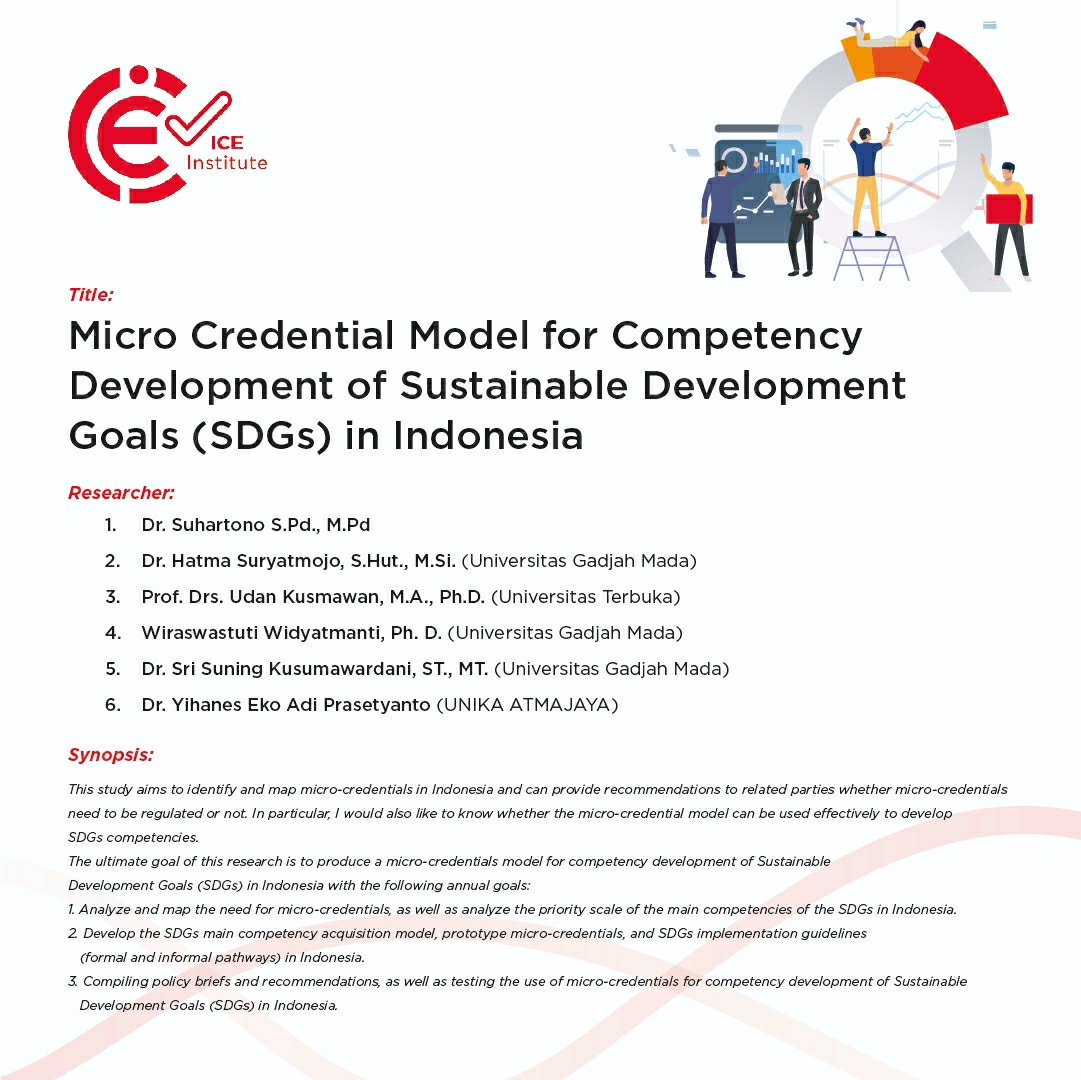 ICE
Institute
Title:
Micro Credential Model for Competency
Development of Sustainable Development
Goals (SDGs) in Indonesia
Researcher:
1. Dr. Suhartono S.Pd., M.Pd
2. Dr. Hatma Suryatmojo, S.Hut., M.Si. (Universitas Gadjah Mada)
3. Prof. Drs. Udan Kusmawan, M.A., Ph.D. (Universitas Terbuka)
4. Wiraswastuti Widyatmanti, Ph. D. (Universitas Gadjah Mada)
5. Dr. Sri Suning Kusumawardani, ST., MT. (Universitas Gadjah Mada)
6. Dr. Yihanes Eko Adi Prasetyanto (UNIKA ATMAJAYA)
Synopsis:
This study aims to identify and map micro-credentials in Indonesia and can provide recommendations to related parties whether micro-credentials
need to be regulated or not. In particular, I would also like to know whether the micro-credential model can be used effectively to develop
SDGs competencies.
The ultimate goal of this research is to produce a micro-credentials model for competency development of Sustainable
Development Goals (SDGs) in Indonesia with the following annual goals:
1. Analyze and map the need for micro-credentials, as well as analyze the priority scale of the main competencies of the SDGs in Indonesia.
2. Develop the SDGs main competency acquisition model, prototype micro-credentials, and SDGs implementation guidelines
(formal and informal pathways) in Indonesia.
3. Compiling policy briefs and recommendations, as well as testing the use of micro-credentials for competency development of Sustainable
Development Goals (SDGs) in Indonesia.